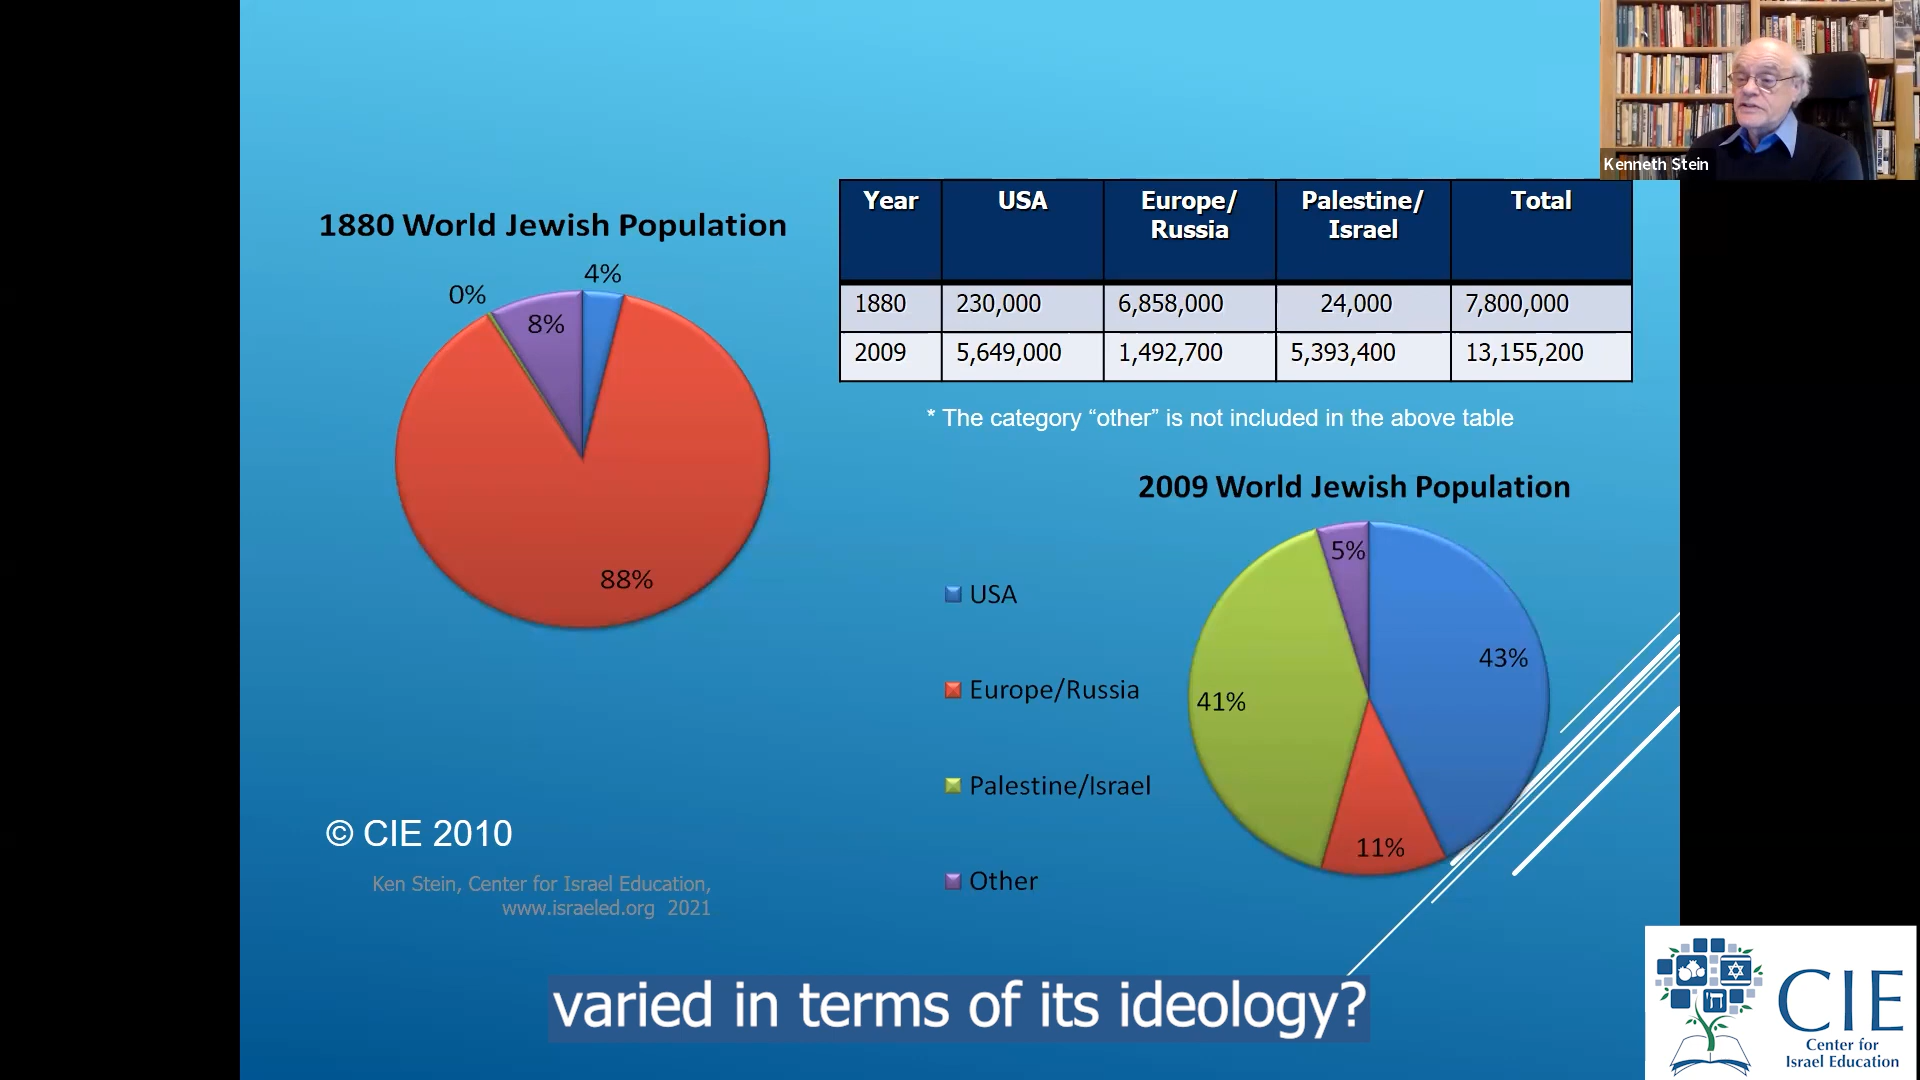 Kenneth Stein
1880 World Jewish Population
4%
0%
8%
88%
Year USA Europe/ Palestine/ Total
Russia Israel
1880 230,000 6,858,000 24,000 7,800,000
2009 5,649,000 1,492,700 5,393,400 13,155,200
* The category “other” is not included in the above table
2009 World Jewish Population
5%
43%
41%
11%
USA
Europe/Russia
Palestine/Israel
Other
© CIE 2010
Ken Stein, Center for Israel Education,
www.israeled.org 2021
varied in terms of its ideology?
CIE
Center for
Israel Education